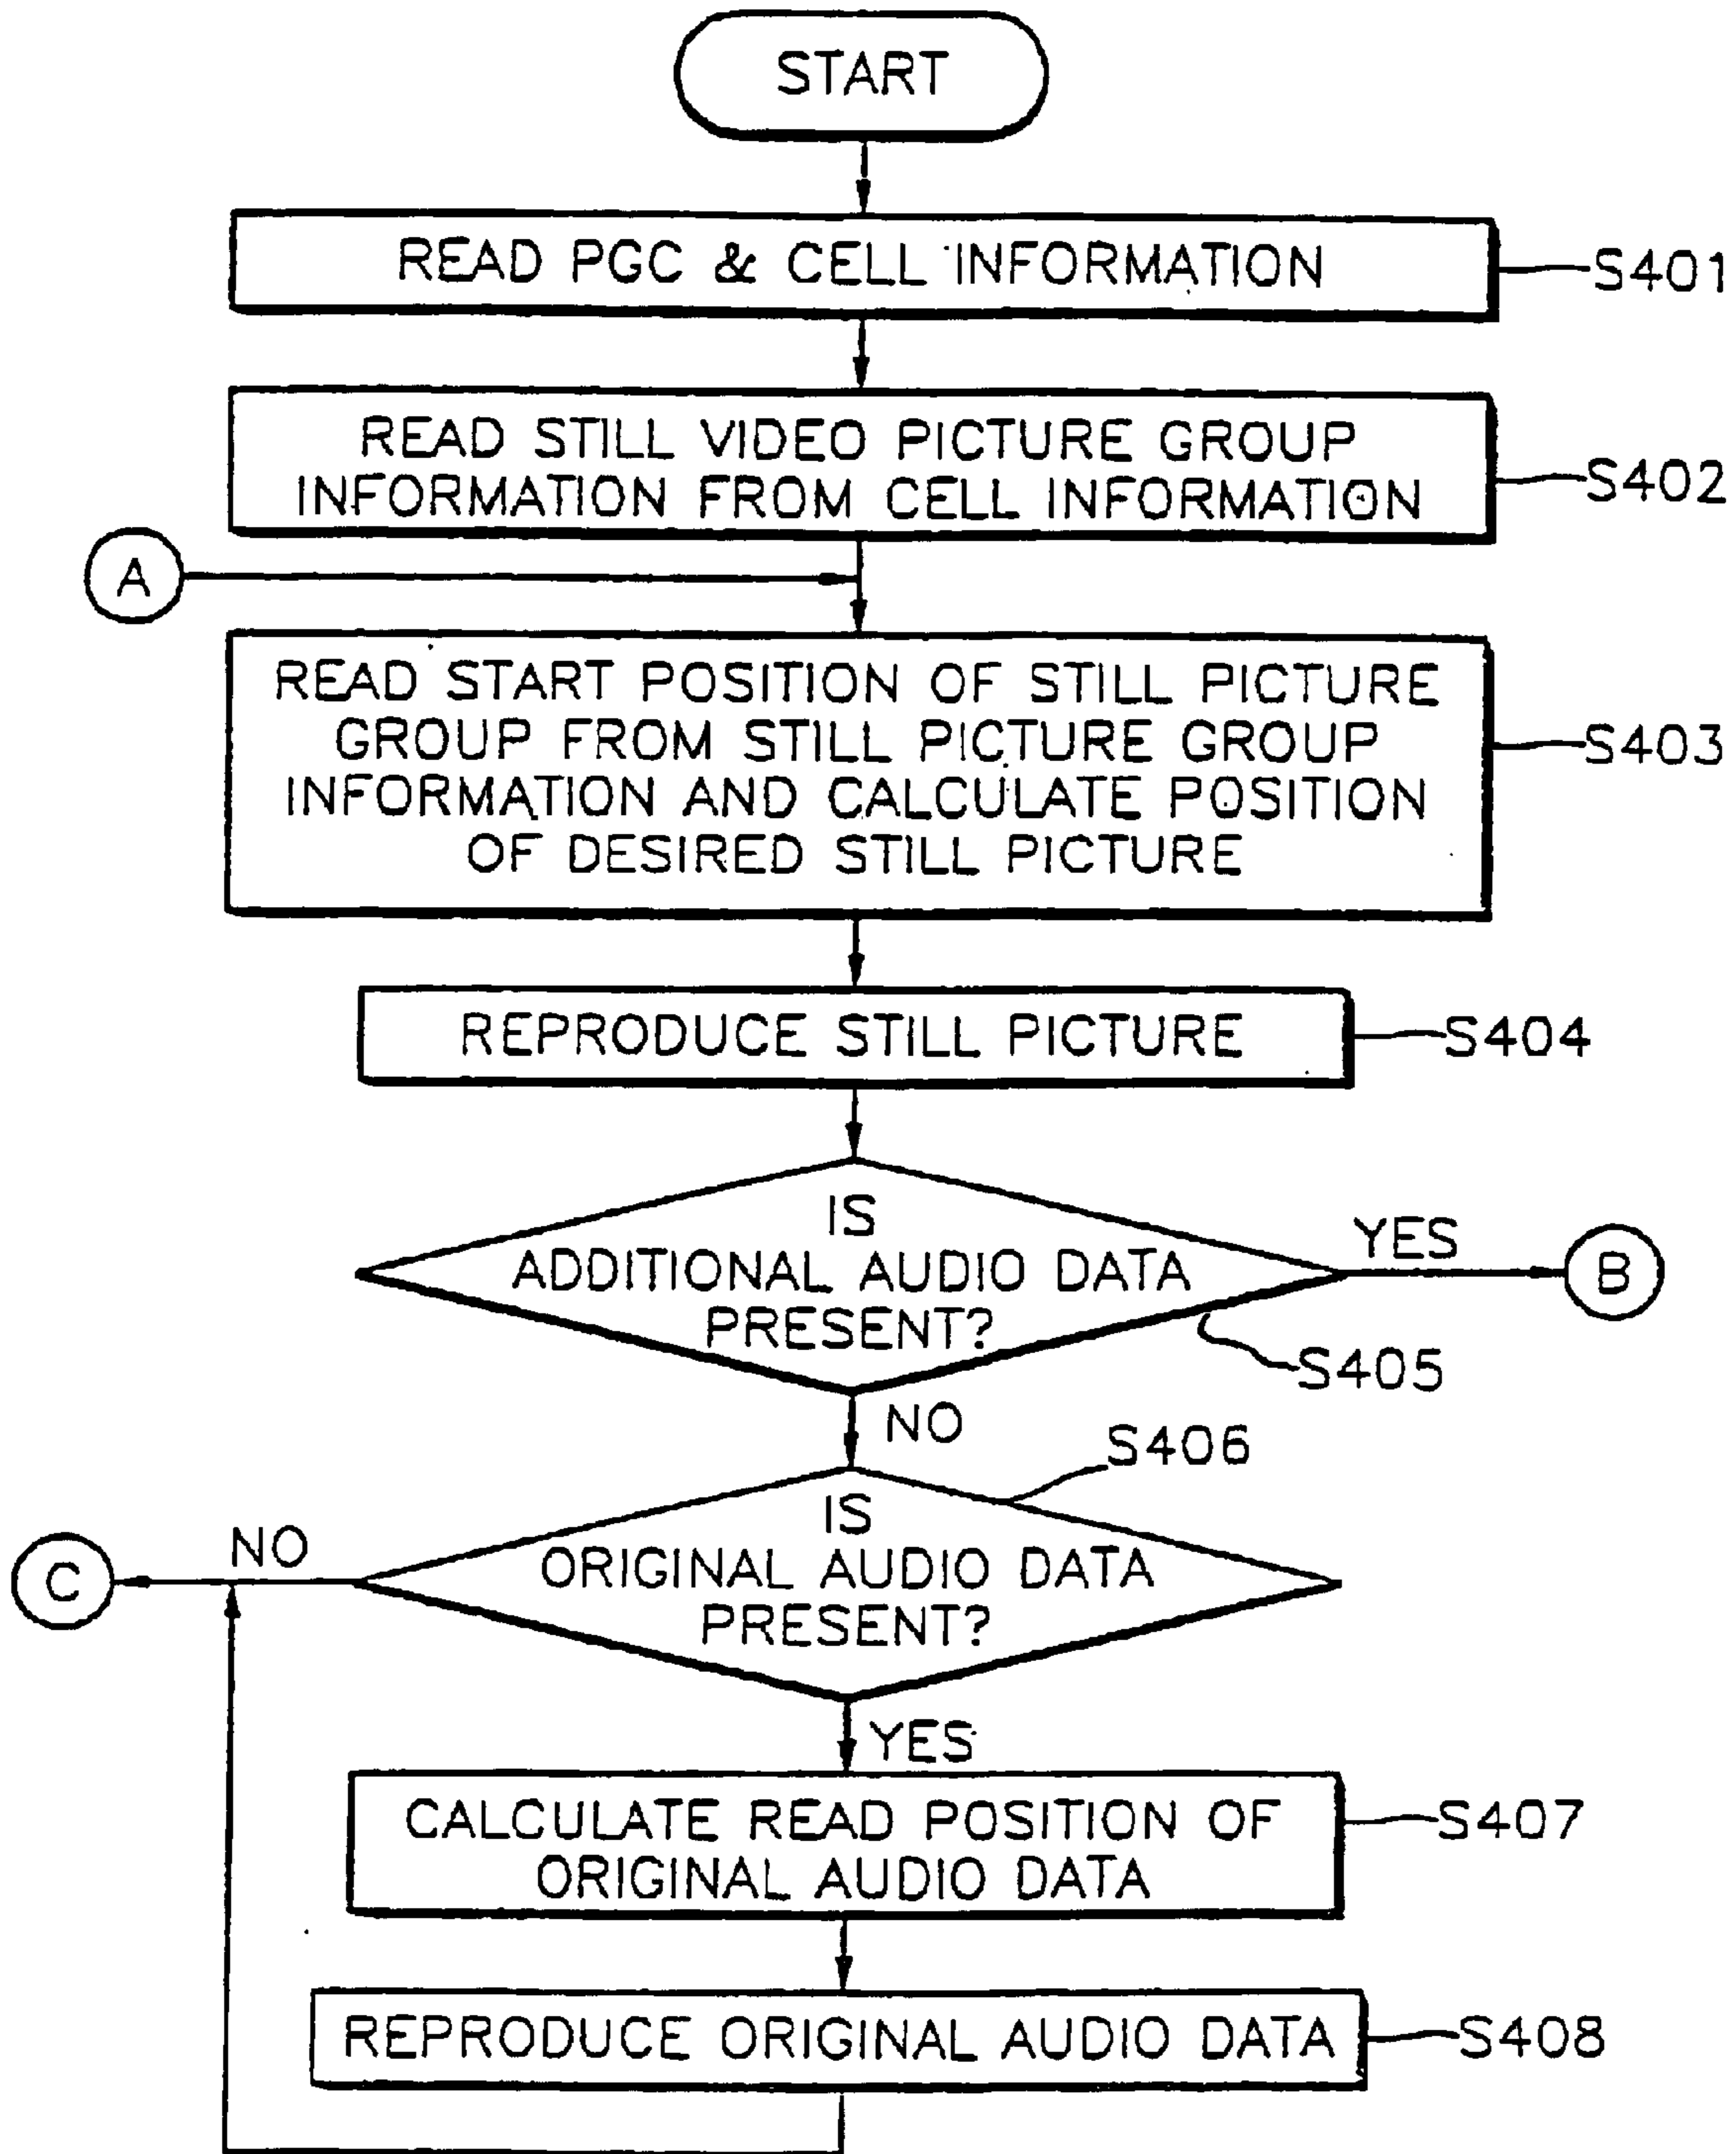 START
READ PGC & CELL INFORMATION
S401
READ STILL VIDEO PICTURE GROUP
INFORMATION FROM CELL INFORMATION
S402
A
READ START POSITION OF STILL PICTURE
GROUP FROM STILL PICTURE GROUP
INFORMATION AND CALCULATE POSITION
OF DESIRED STILL PICTURE
S403
REPRODUCE STILL PICTURE
S404
IS
ADDITIONAL AUDIO DATA
PRESENT?
YES
B
S405
NO
S406
IS
ORIGINAL AUDIO DATA
PRESENT?
NO
C
YES
CALCULATE READ POSITION OF
ORIGINAL AUDIO DATA
S407
REPRODUCE ORIGINAL AUDIO DATA
S408